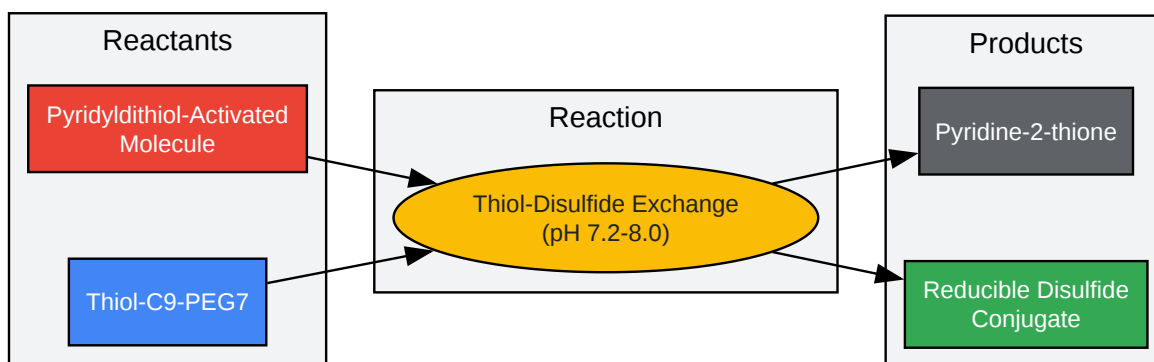 Reactants
Pyridyldithiol-Activated
Molecule
Thiol-C9-PEG7
Reaction
Thiol-Disulfide Exchange
(pH 7.2-8.0)
Products
Pyridine-2-thione
Reducible Disulfide
Conjugate